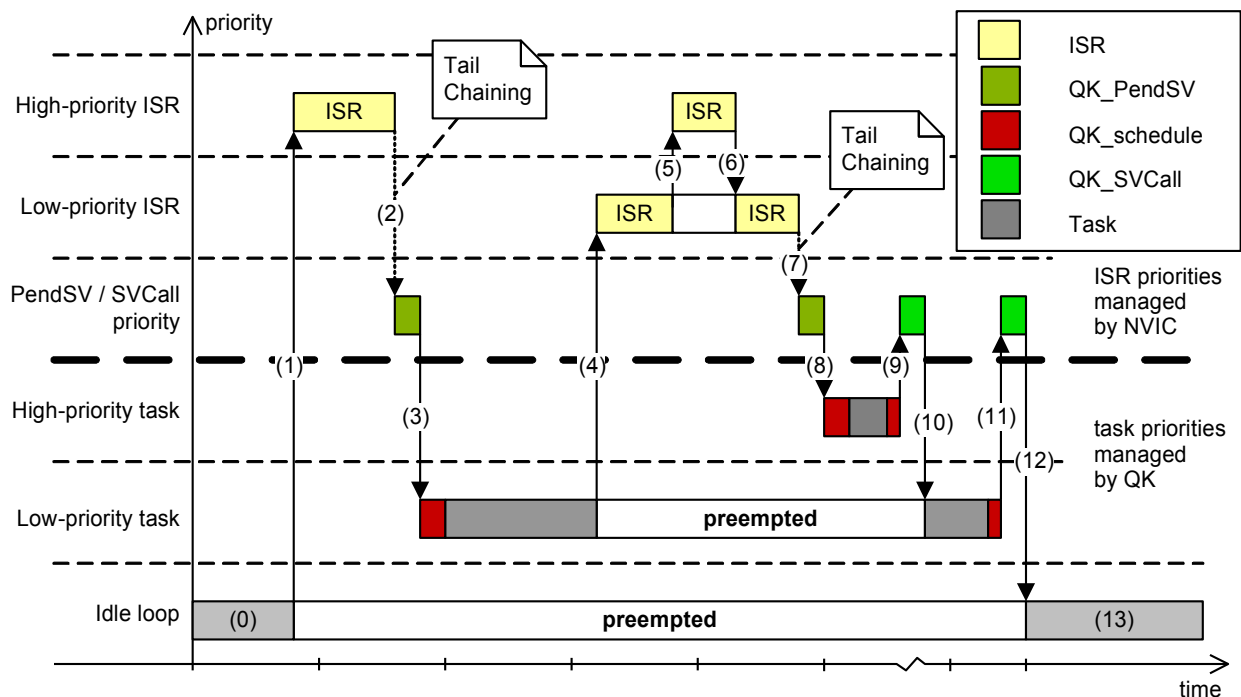 priority
Tail
Chaining
ISR
QK_PendSV
QK_schedule
QK_SVCall
Task
High-priority ISR
ISR
ISR
Tail
Chaining
(5)
(6)
Low-priority ISR
(2)
ISR
ISR
(7)
PendSV / SVCall
priority
ISR priorities
managed
by NVIC
(1)
(4)
(8)
(9)
High-priority task
(3)
(10)
(11)
task priorities
managed
by QK
(12)
Low-priority task
preempted
Idle loop
(0)
preempted
(13)
time